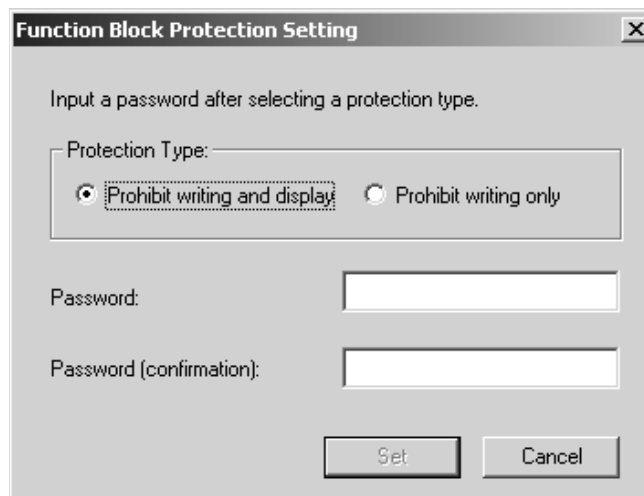 Function Block Protection Setting
Input a password after selecting a protection type.
Protection Type:
Prohibit writing and display Prohibit writing only
Password:
Password (confirmation):
Set Cancel